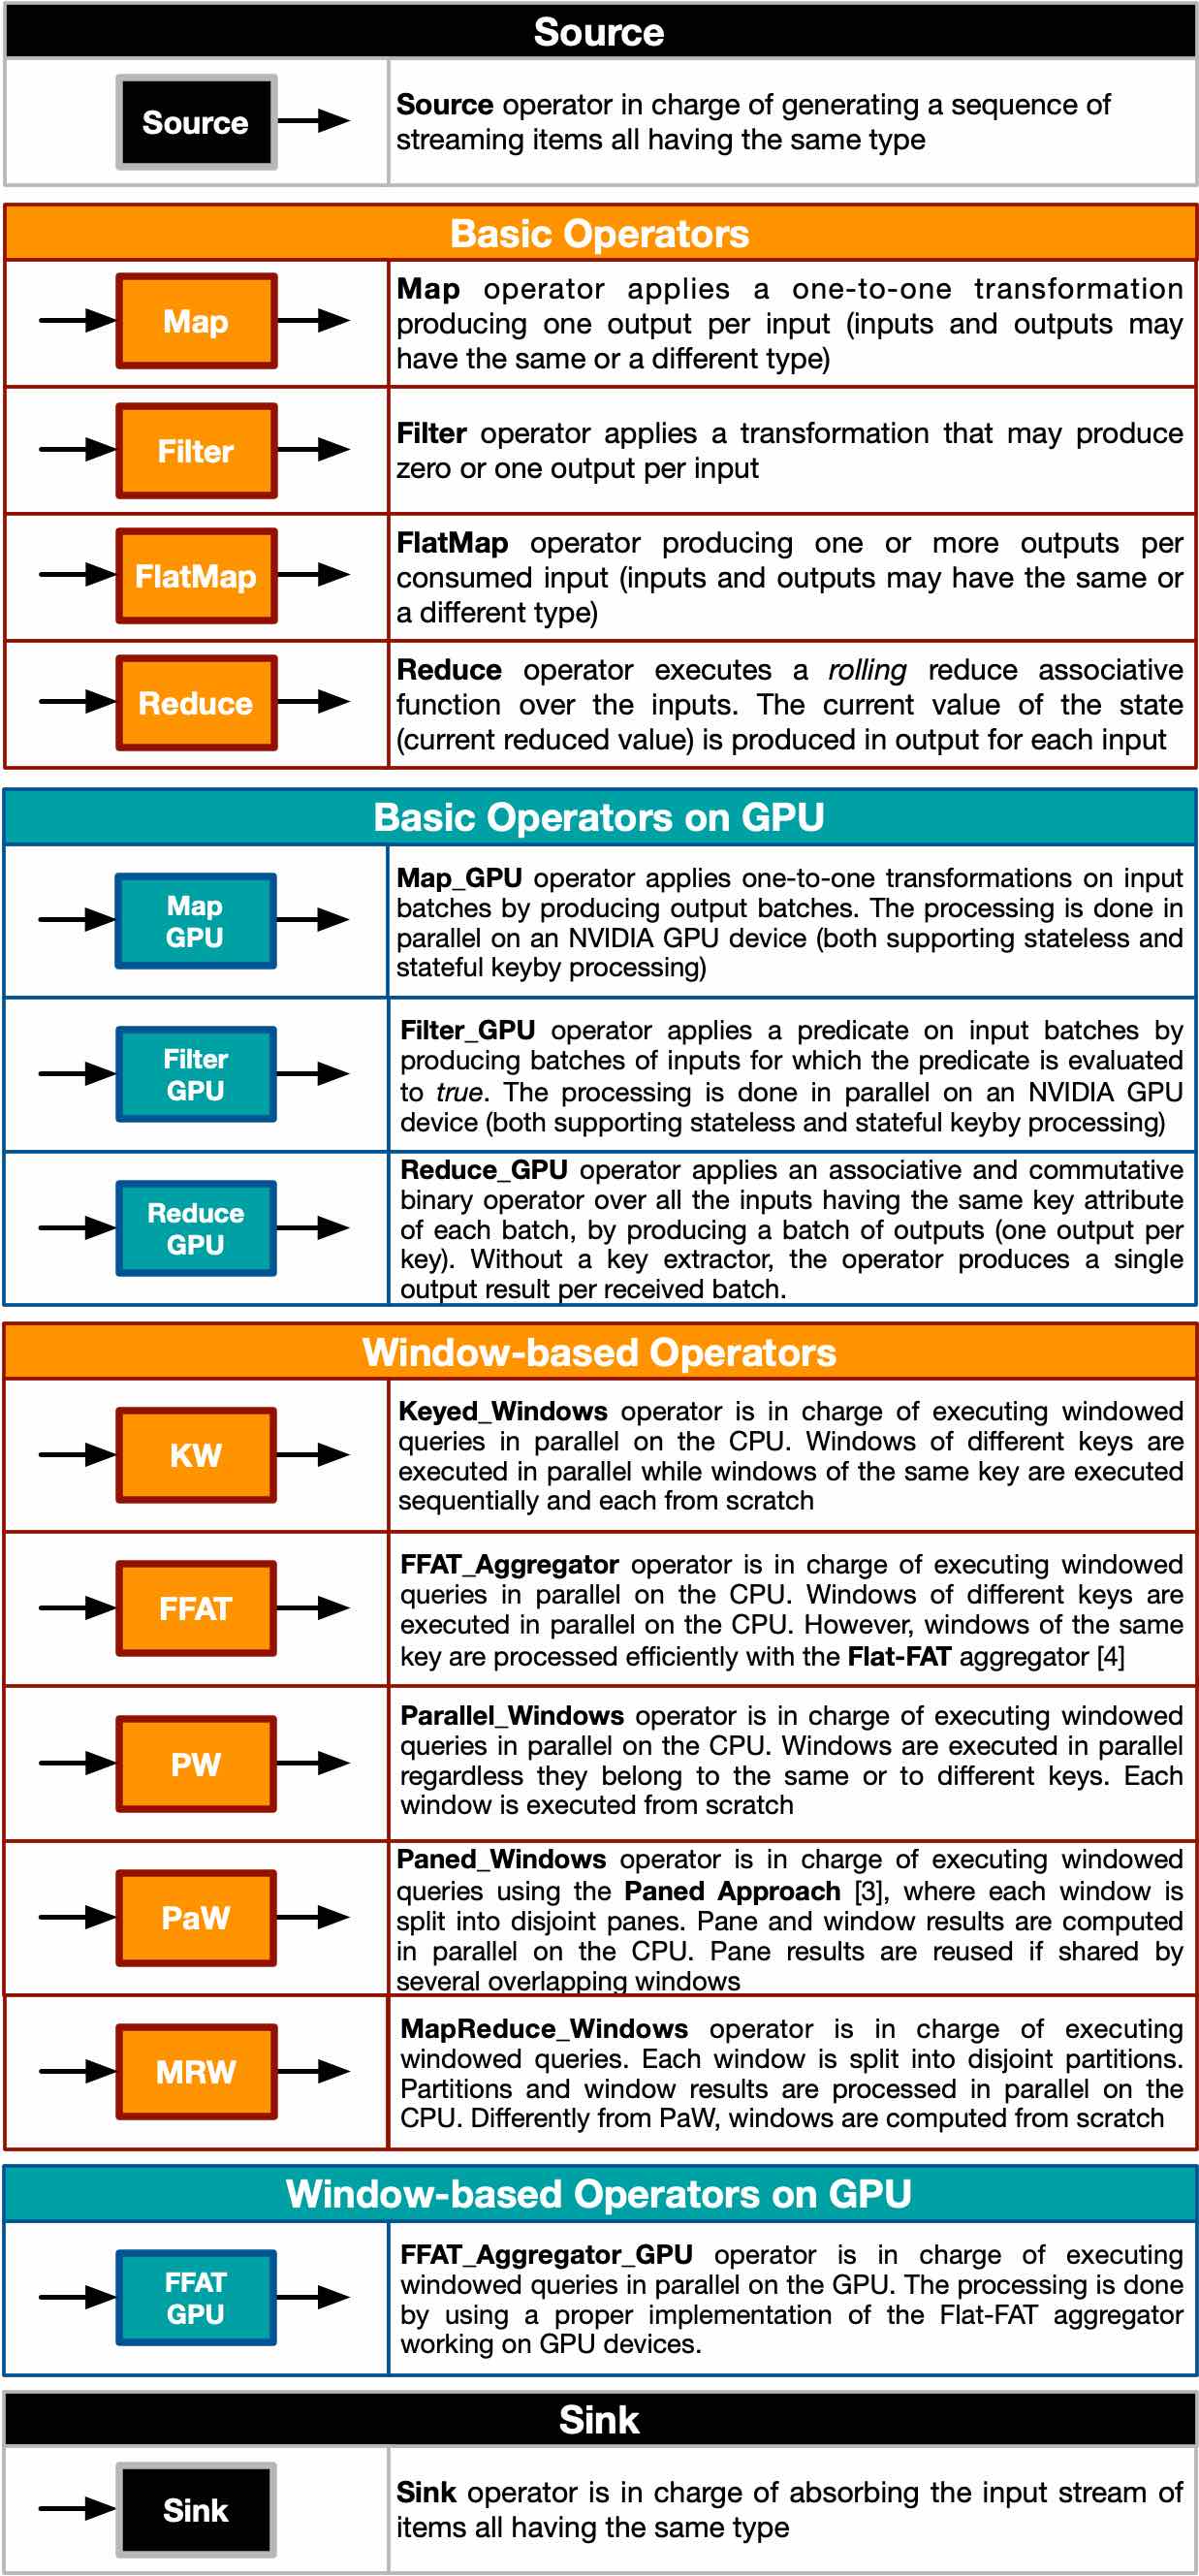 Source
Source
Source operator in charge of generating a sequence of
streaming items all having the same type
Basic Operators
Map
Map operator applies a one-to-one transformation
producing one output per input (inputs and outputs may
have the same or a different type)
Filter
Filter operator applies a transformation that may produce
zero or one output per input
FlatMap
FlatMap operator producing one or more outputs per
consumed input (inputs and outputs may have the same or
a different type)
Reduce
Reduce operator executes a rolling reduce associative
function over the inputs. The current value of the state
(current reduced value) is produced in output for each input
Basic Operators on GPU
Map
GPU
Map_GPU operator applies one-to-one transformations on input
batches by producing output batches. The processing is done in
parallel on an NVIDIA GPU device (both supporting stateless and
stateful keyby processing)
Filter
GPU
Filter_GPU operator applies a predicate on input batches by
producing batches of inputs for which the predicate is evaluated
to true. The processing is done in parallel on an NVIDIA GPU
device (both supporting stateless and stateful keyby processing)
Reduce
GPU
Reduce_GPU operator applies an associative and commutative
binary operator over all the inputs having the same key attribute
of each batch, by producing a batch of outputs (one output per
key). Without a key extractor, the operator produces a single
output result per received batch.
Window-based Operators
KW
Keyed_Windows operator is in charge of executing windowed
queries in parallel on the CPU. Windows of different keys are
executed in parallel while windows of the same key are executed
sequentially and each from scratch
FFAT
FFAT_Aggregator operator is in charge of executing windowed
queries in parallel on the CPU. Windows of different keys are
executed in parallel on the CPU. However, windows of the same
key are processed efficiently with the Flat-FAT aggregator [4]
PW
Parallel_Windows operator is in charge of executing windowed
queries in parallel on the CPU. Windows are executed in parallel
regardless they belong to the same or to different keys. Each
window is executed from scratch
PaW
Paned_Windows operator is in charge of executing windowed
queries using the Paned Approach [3], where each window is
split into disjoint panes. Pane and window results are computed
in parallel on the CPU. Pane results are reused if shared by
several overlapping windows
MRW
MapReduce_Windows operator is in charge of executing
windowed queries. Each window is split into disjoint partitions.
Partitions and window results are processed in parallel on the
CPU. Differently from PaW, windows are computed from scratch
Window-based Operators on GPU
FFAT
GPU
FFAT_Aggregator_GPU operator is in charge of executing
windowed queries in parallel on the GPU. The processing is done
by using a proper implementation of the Flat-FAT aggregator
working on GPU devices.
Sink
Sink
Sink operator is in charge of absorbing the input stream of
items all having the same type